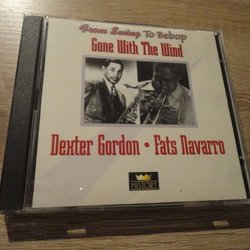 From Swing To Bebop
Gone With The Wind
Dexter Gordon • Fats Navarro
HISTORY